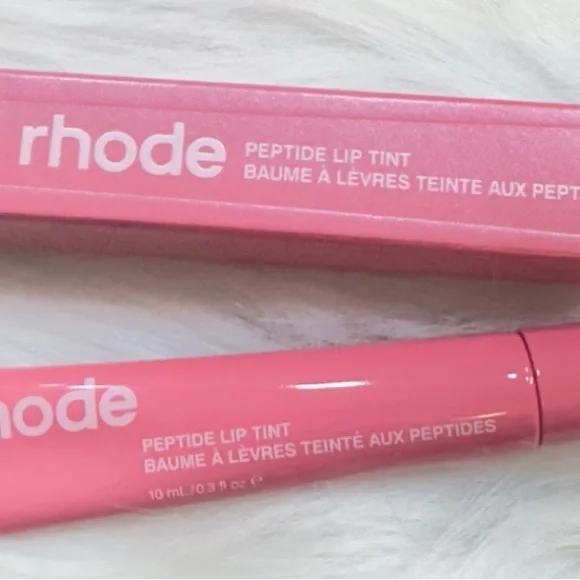 rhode
PEPTIDE LIP TINT
BAUME À LÈVRES TEINTÉ AUX PEPT
hode
PEPTIDE LIP TINT
BAUME À LÈVRES TEINTÉ AUX PEPTIDES
10 mL/0.3 fl oz e